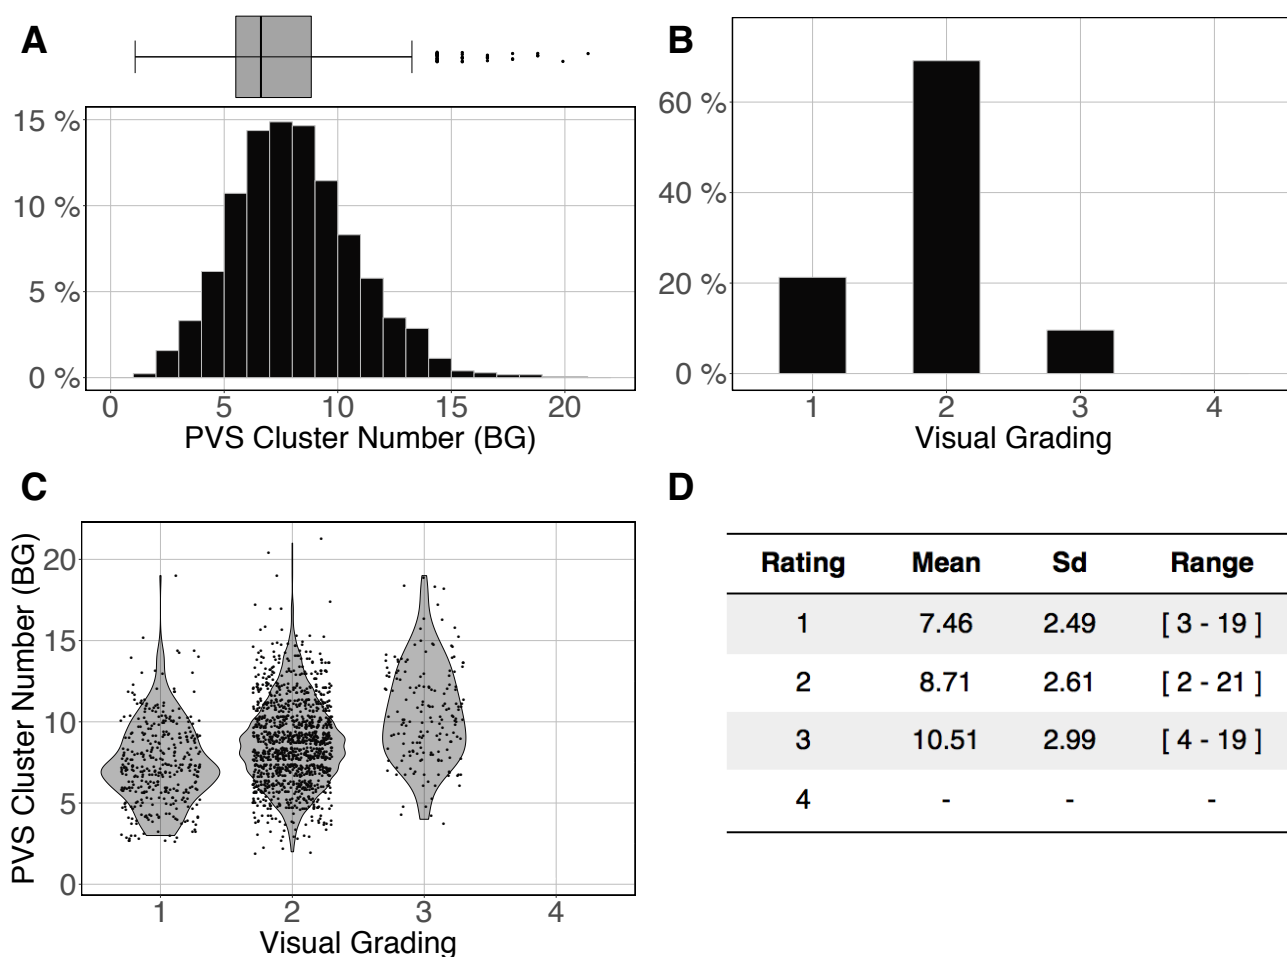 A
15 %
10 %
5 %
0 %
0 5 10 15 20
PVS Cluster Number (BG)
B
60 %
40 %
20 %
0 %
1 2 3 4
Visual Grading
C
PVS Cluster Number (BG)
20
15
10
5
0
1 2 3 4
Visual Grading
D
Rating Mean Sd Range
1 7.46 2.49 [ 3 - 19 ]
2 8.71 2.61 [ 2 - 21 ]
3 10.51 2.99 [ 4 - 19 ]
4 - - -